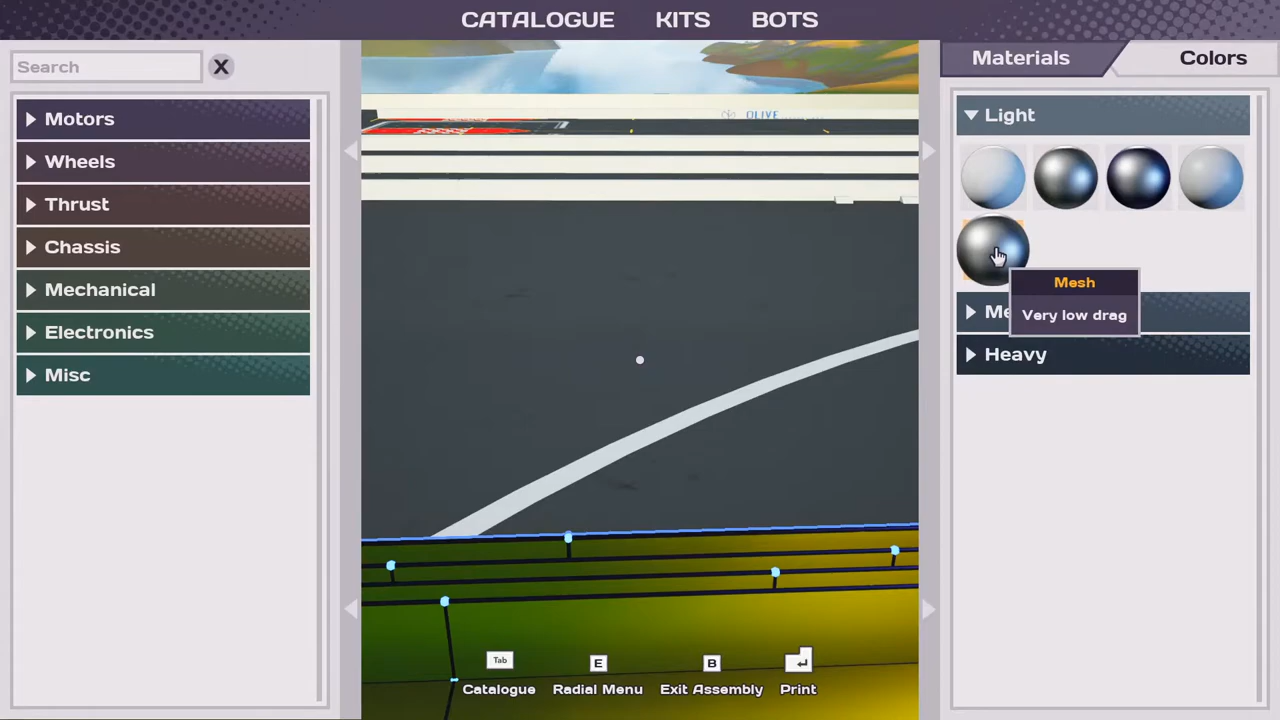 CATALOGUE KITS BOTS
Search X
Motors
Wheels
Thrust
Chassis
Mechanical
Electronics
Misc
OLIVE
Tab
Catalogue
E
Radial Menu
B
Exit Assembly
Print
Materials Colors
Light
Mesh
Very low drag
Me
Heavy